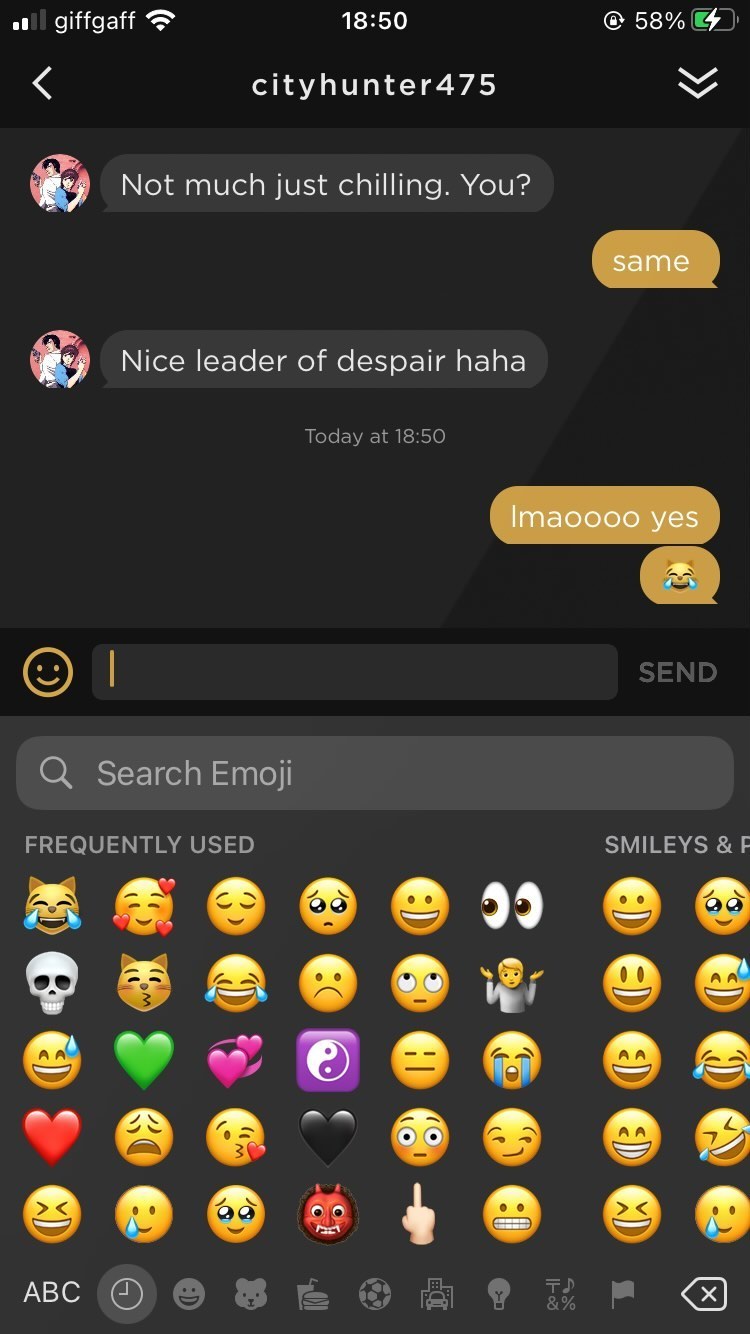 giffgaff 18:50 58%
cityhunter475
Not much just chilling. You?
same
Nice leader of despair haha
Today at 18:50
lmaoooo yes
SEND
Search Emoji
FREQUENTLY USED SMILEYS & P
ABC